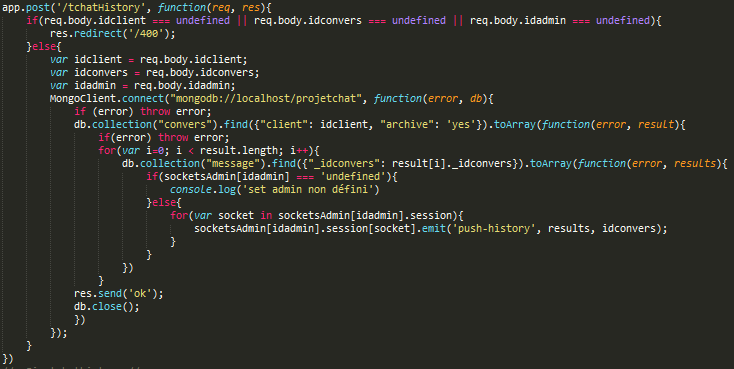 app.post('/tchatHistory', function(req, res){
    if(req.body.idclient === undefined || req.body.idconvers === undefined || req.body.idadmin === undefined){
        res.redirect('/400');
    }else{
        var idclient = req.body.idclient;
        var idconvers = req.body.idconvers;
        var idadmin = req.body.idadmin;
        MongoClient.connect("mongodb://localhost/projetchat", function(error, db){
            if (error) throw error;
            db.collection("convers").find({"client": idclient, "archive": 'yes'}).toArray(function(error, result){
                if(error) throw error;
                for(var i=0; i < result.length; i++){
                    db.collection("message").find({"_idconvers": result[i]._idconvers}).toArray(function(error, results){
                        if(socketsAdmin[idadmin] === 'undefined'){
                            console.log('set admin non défini')
                        }else{
                            for(var socket in socketsAdmin[idadmin].session){
                                socketsAdmin[idadmin].session[socket].emit('push-history', results, idconvers);
                            }
                        }
                    })
                }
            res.send('ok');
            db.close();
            })
        });
    }
})